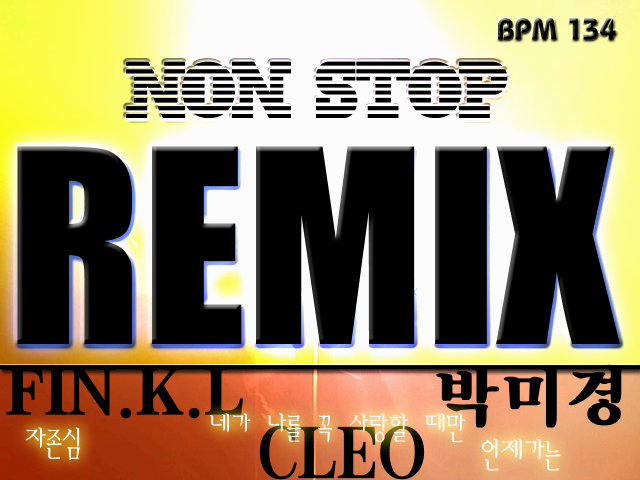 BPM 134
NON STOP
REMIX
FIN.K.L
박미경
네가 나를 꼭 사랑할 때만
자존심
CLEO
언제가는